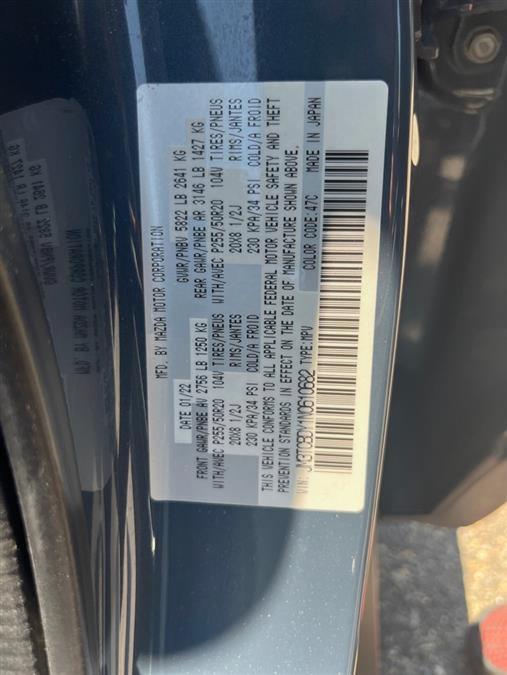 MFD. BY MAZDA MOTOR CORPORATION
DATE 01/22 GVWR/PNBV 5822 LB 2641 KG
FRONT GAWR/PNBE AV 2756 LB 1250 KG REAR GAWR/PNBE AR 3146 LB 1427 KG
WITH/AVEC P255/50R20 104V TIRES/PNEUS WITH/AVEC P255/50R20 104V TIRES/PNEUS
20X8 1/2J RIMS/JANTES 20X8 1/2J RIMS/JANTES
230 KPA/34 PSI COLD/A FROID 230 KPA/34 PSI COLD/A FROID
THIS VEHICLE CONFORMS TO ALL APPLICABLE FEDERAL MOTOR VEHICLE SAFETY AND THEFT
PREVENTION STANDARDS IN EFFECT ON THE DATE OF MANUFACTURE SHOWN ABOVE.
VIN: JM3TCBDY1N0610682 TYPE:MPV COLOR CODE:47C MADE IN JAPAN